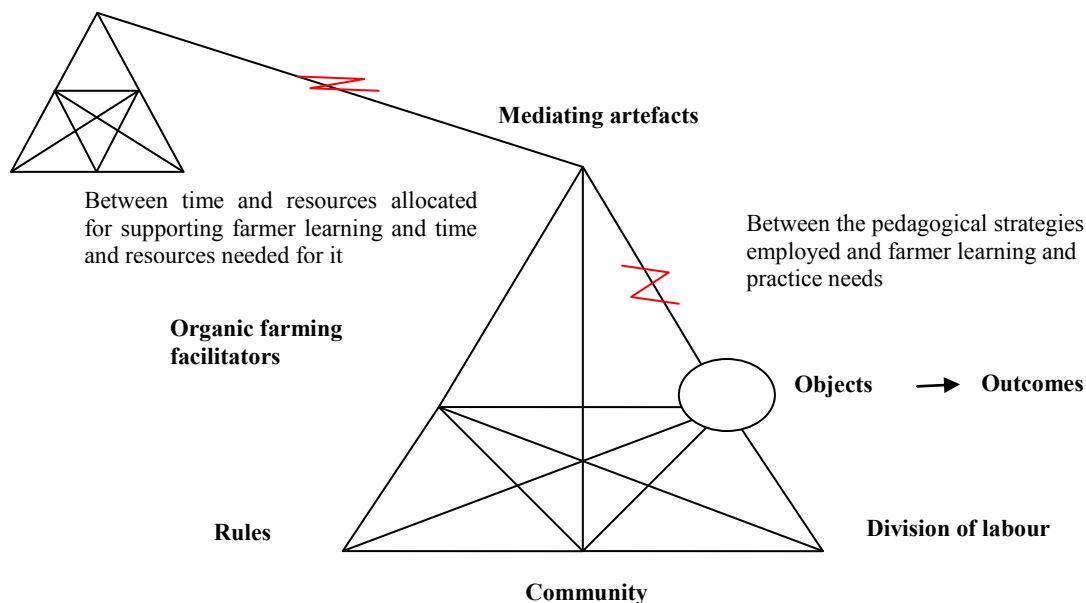 Mediating artefacts
Between time and resources allocated
for supporting farmer learning and time
and resources needed for it
Between the pedagogical strategies
employed and farmer learning and
practice needs
Organic farming
facilitators
Objects
Outcomes
Rules
Division of labour
Community